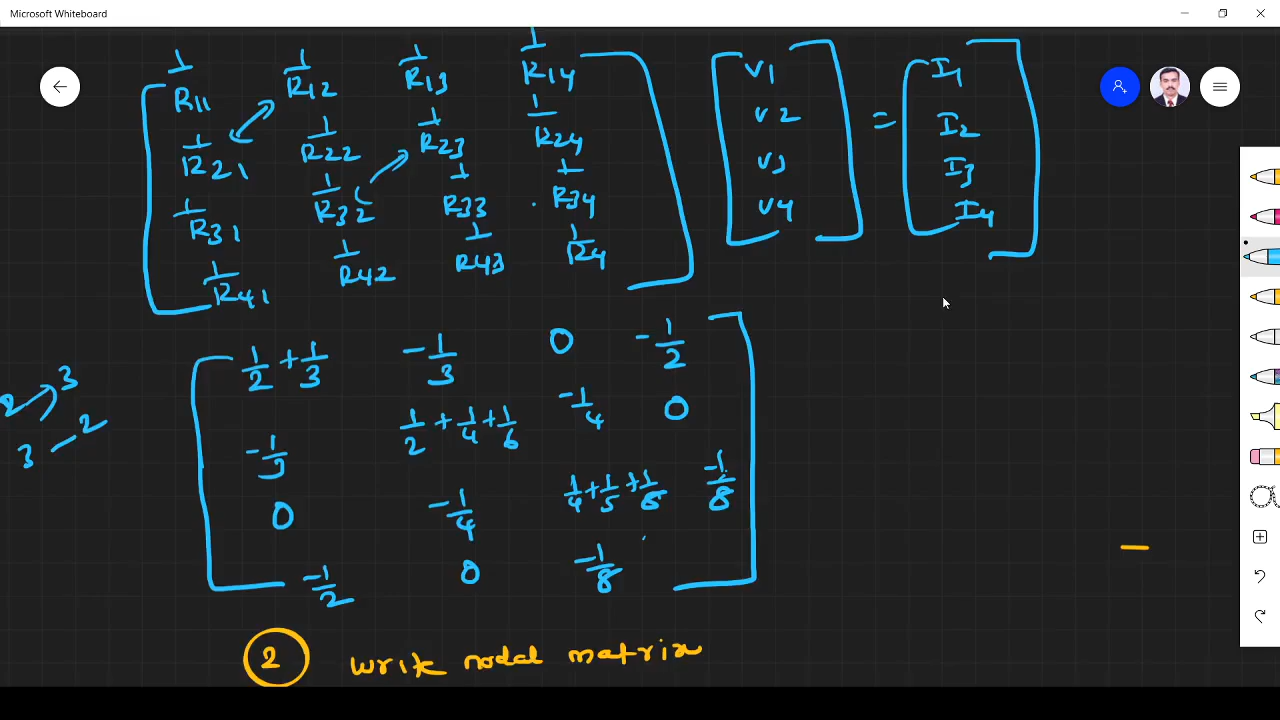 Microsoft Whiteboard
1/R11 1/R12 1/R13 1/R14 V1 I1
1/R21 1/R22 1/R23 1/R24 V2 = I2
1/R31 1/R32 1/R33 1/R34 V3 I3
1/R41 1/R42 1/R43 1/R4 V4 I4
1/2 + 1/3 -1/3 0 -1/2
-1/3 1/2 + 1/4 + 1/6 -1/4 0
0 -1/4 1/4 + 1/5 + 1/8 -1/8
-1/2 0 -1/8
2 3
3 - 2
2 write nodal matrix